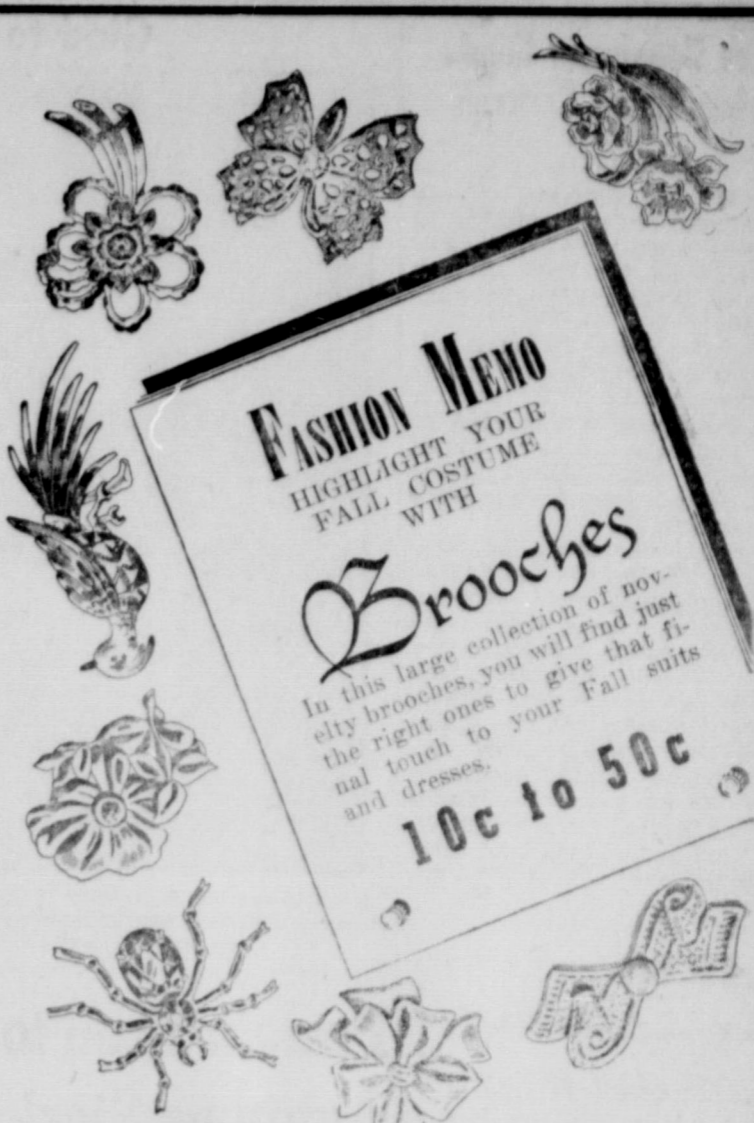 FASHION MEMO
HIGHLIGHT YOUR
FALL COSTUME
WITH
Brooches
In this large collection of nov-
elty brooches, you will find just
the right ones to give that fi-
nal touch to your Fall suits
and dresses.
10c to 50c